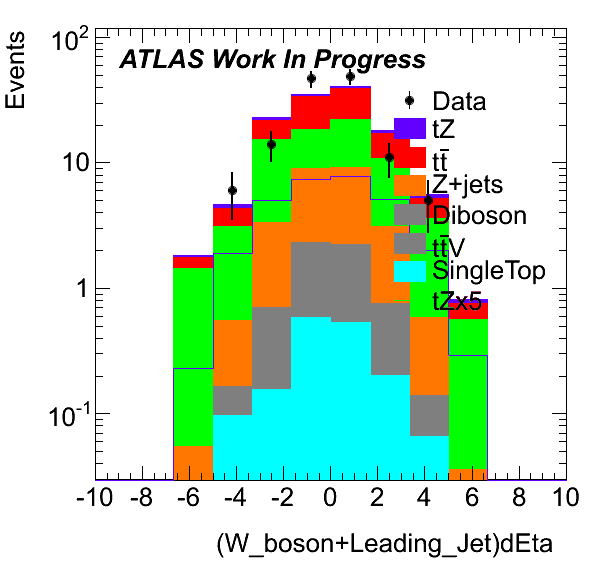 Events
ATLAS Work In Progress
10²
10
1
10⁻¹
Data
tZ
tt̄
Z+jets
Diboson
tt̄V
SingleTop
tZx5
-10 -8 -6 -4 -2 0 2 4 6 8 10
(W_boson+Leading_Jet)dEta